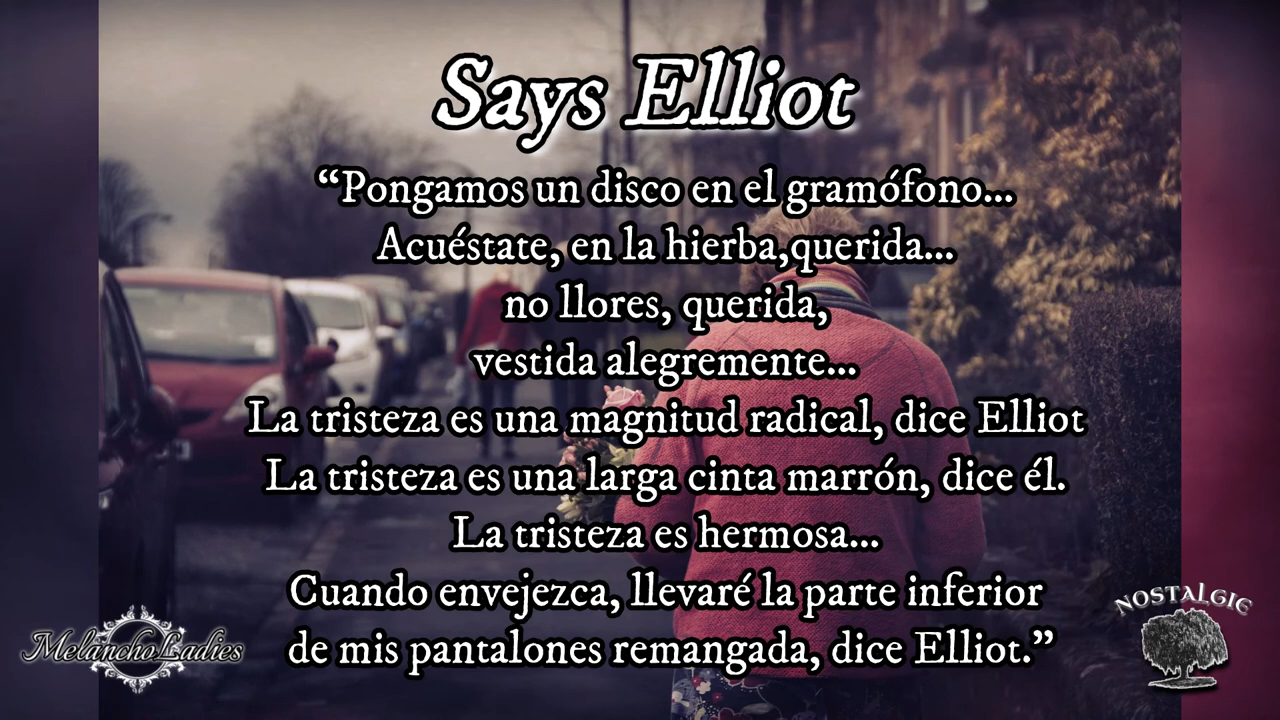 Says Elliot
“Pongamos un disco en el gramófono...
Acuéstate, en la hierba,querida...
no llores, querida,
vestida alegremente...
La tristeza es una magnitud radical, dice Elliot
La tristeza es una larga cinta marrón, dice él.
La tristeza es hermosa...
Cuando envejezca, llevaré la parte inferior
de mis pantalones remangada, dice Elliot.”
MelanchoLadies
NOSTALGIE